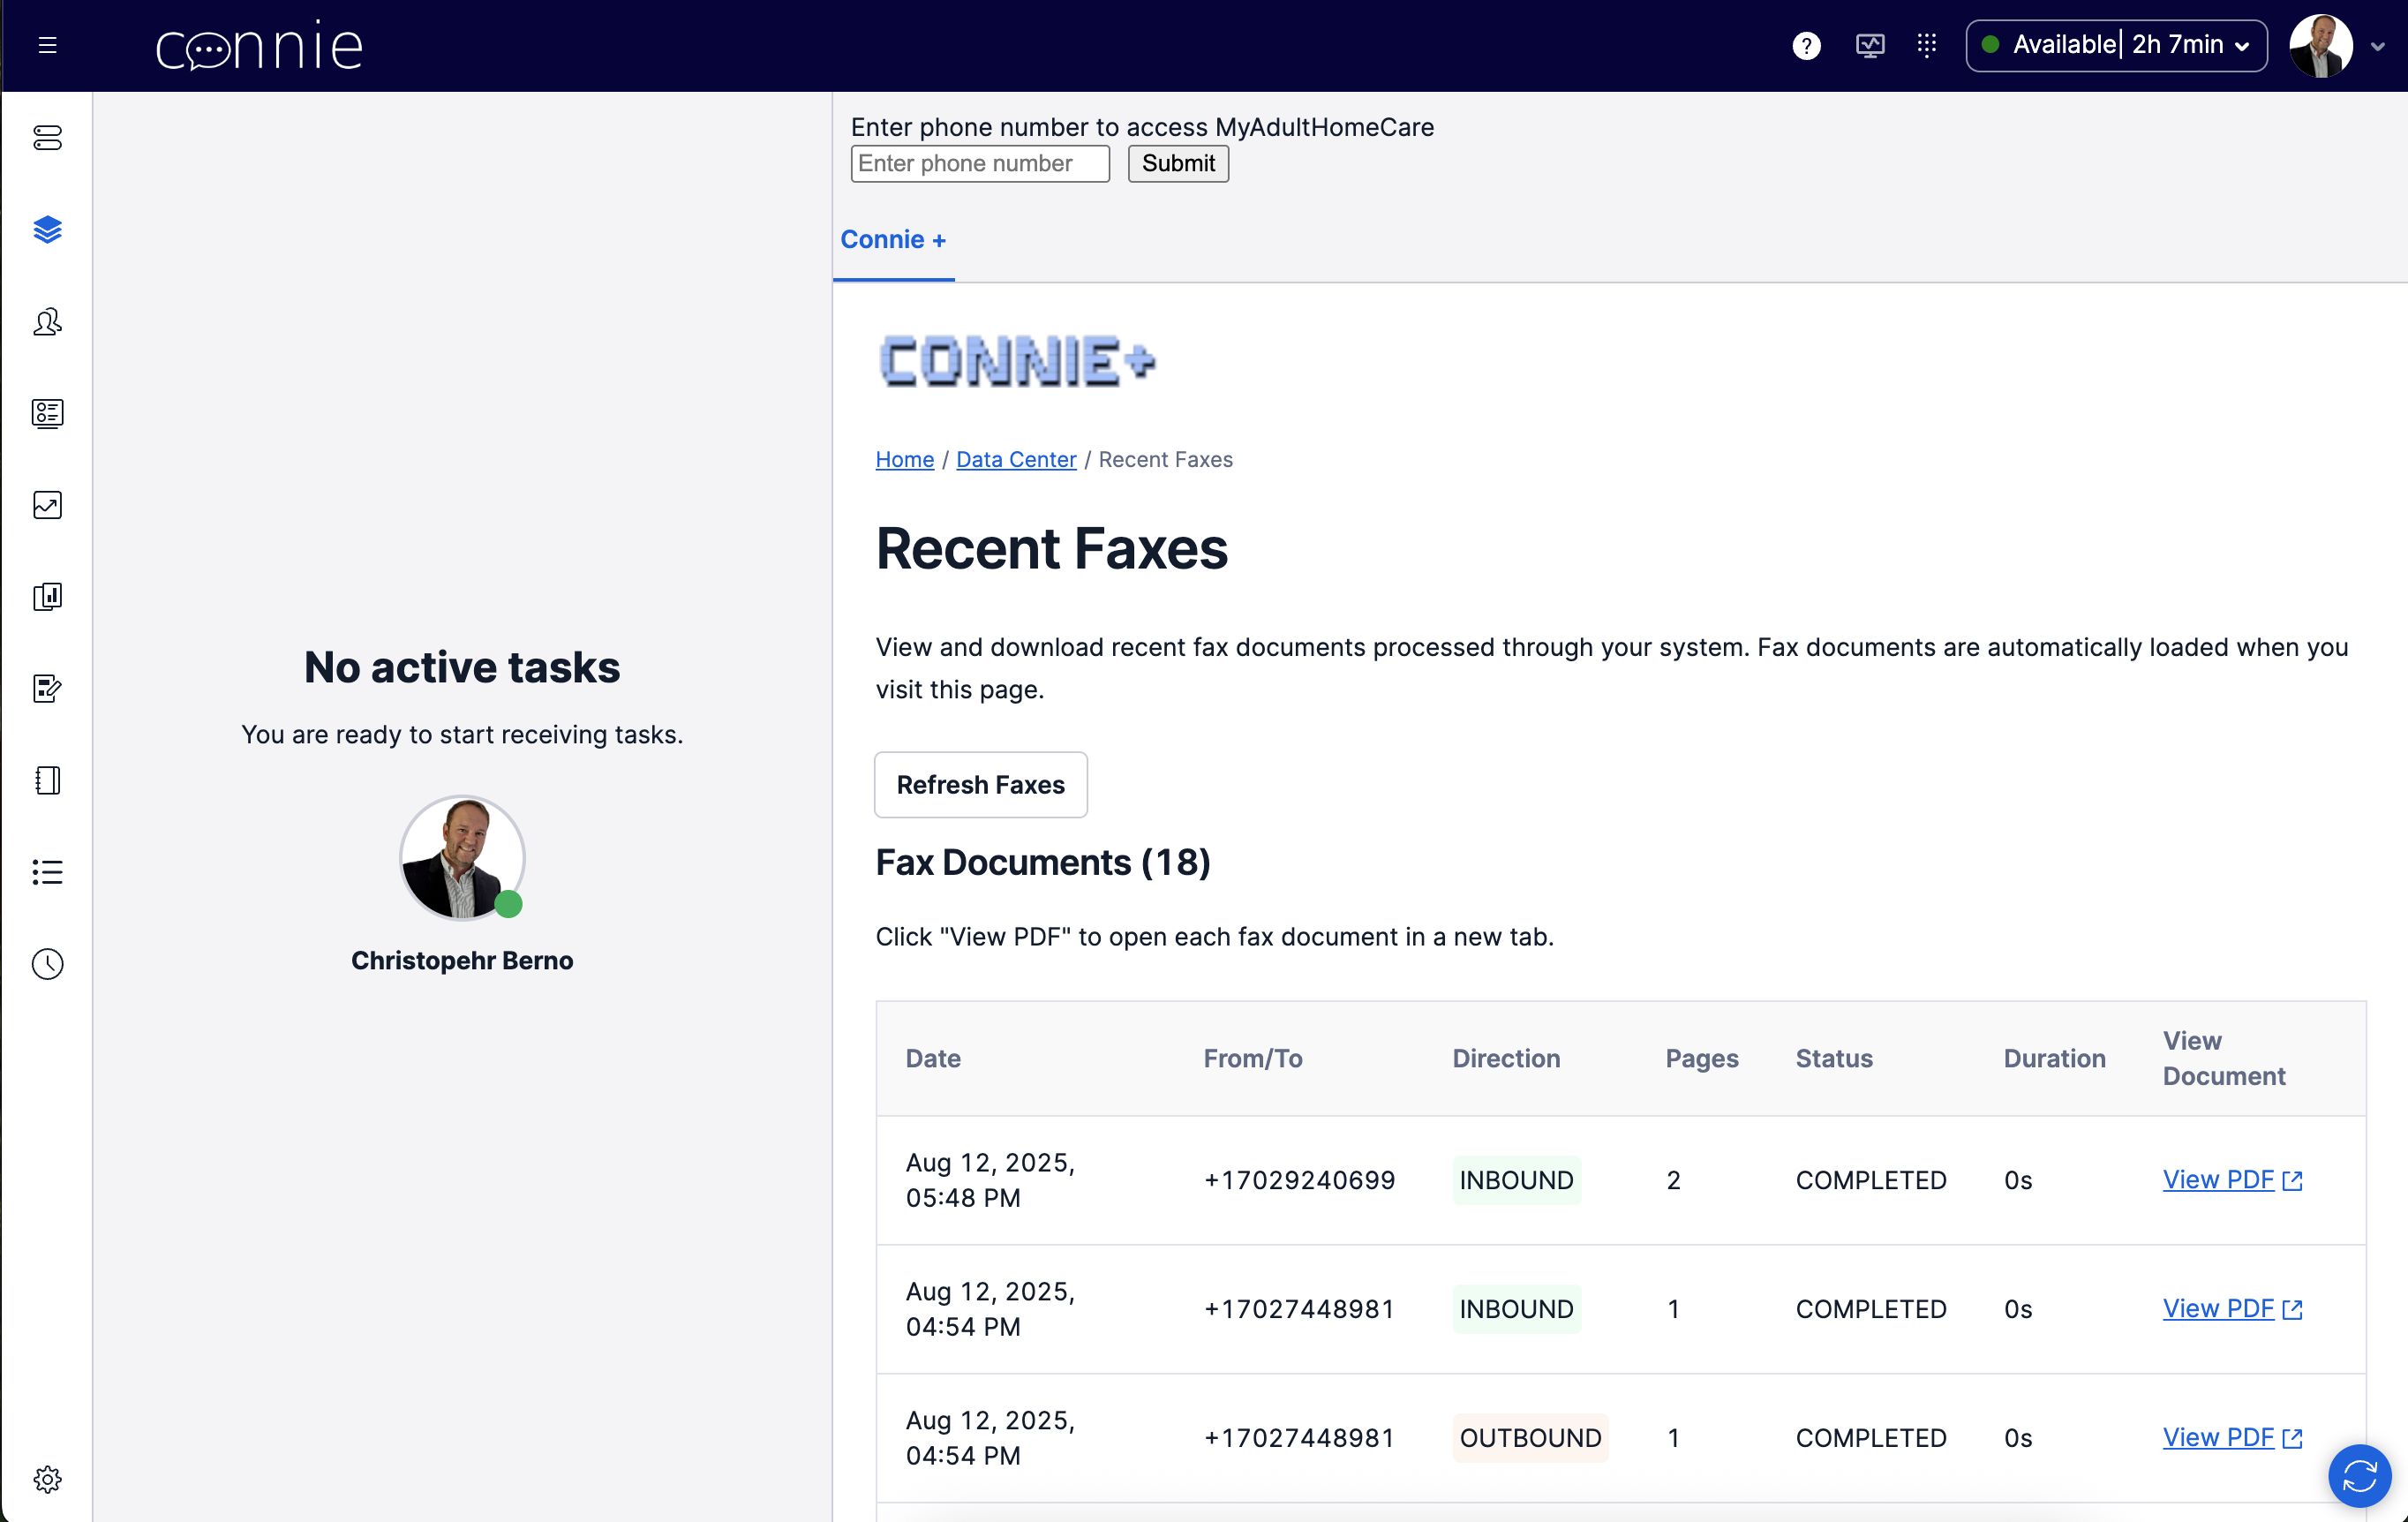 connie
? Available| 2h 7min
Enter phone number to access MyAdultHomeCare
Enter phone number Submit
Connie +
CONNIE+
Home / Data Center / Recent Faxes
Recent Faxes
View and download recent fax documents processed through your system. Fax documents are automatically loaded when you
visit this page.
No active tasks
You are ready to start receiving tasks.
Christopehr Berno
Refresh Faxes
Fax Documents (18)
Click "View PDF" to open each fax document in a new tab.
Date From/To Direction Pages Status Duration View
Document
Aug 12, 2025,
05:48 PM +17029240699 INBOUND 2 COMPLETED 0s View PDF
Aug 12, 2025,
04:54 PM +17027448981 INBOUND 1 COMPLETED 0s View PDF
Aug 12, 2025,
04:54 PM +17027448981 OUTBOUND 1 COMPLETED 0s View PDF